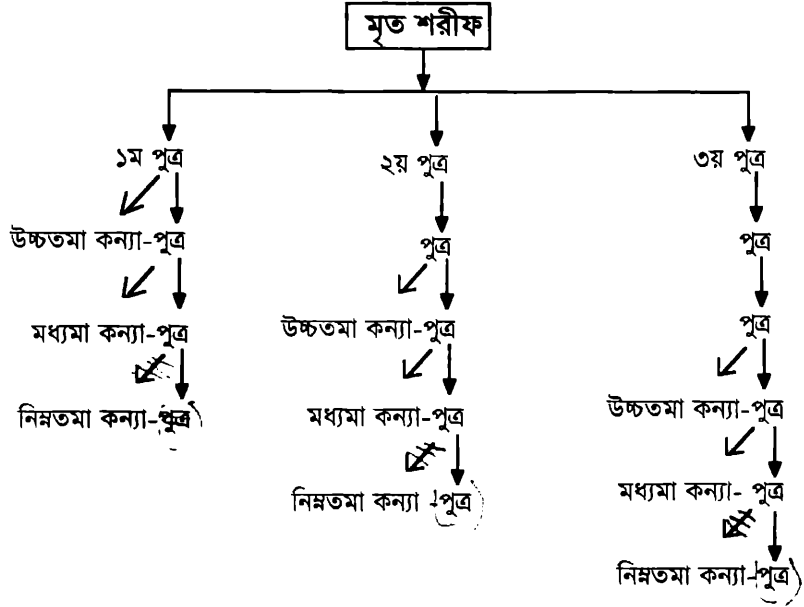 মৃত শরীফ
১ম পুত্র ২য় পুত্র ৩য় পুত্র
উচ্চতমা কন্যা-পুত্র পুত্র পুত্র
মধ্যমা কন্যা-পুত্র উচ্চতমা কন্যা-পুত্র পুত্র
নিম্নতমা কন্যা-পুত্র মধ্যমা কন্যা-পুত্র উচ্চতমা কন্যা-পুত্র
নিম্নতমা কন্যা -পুত্র মধ্যমা কন্যা- পুত্র
নিম্নতমা কন্যা-পুত্র